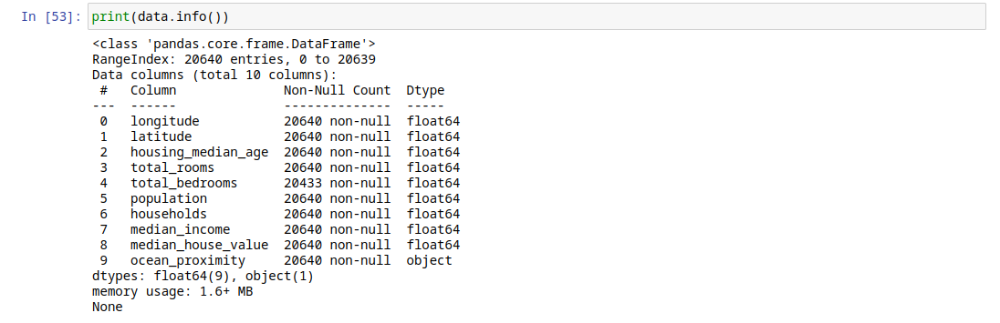 In [53]: print(data.info())
<class 'pandas.core.frame.DataFrame'>
RangeIndex: 20640 entries, 0 to 20639
Data columns (total 10 columns):
 #   Column              Non-Null Count  Dtype
---  ------              --------------  -----
 0   longitude           20640 non-null  float64
 1   latitude            20640 non-null  float64
 2   housing_median_age  20640 non-null  float64
 3   total_rooms         20640 non-null  float64
 4   total_bedrooms      20433 non-null  float64
 5   population          20640 non-null  float64
 6   households          20640 non-null  float64
 7   median_income       20640 non-null  float64
 8   median_house_value  20640 non-null  float64
 9   ocean_proximity     20640 non-null  object
dtypes: float64(9), object(1)
memory usage: 1.6+ MB
None